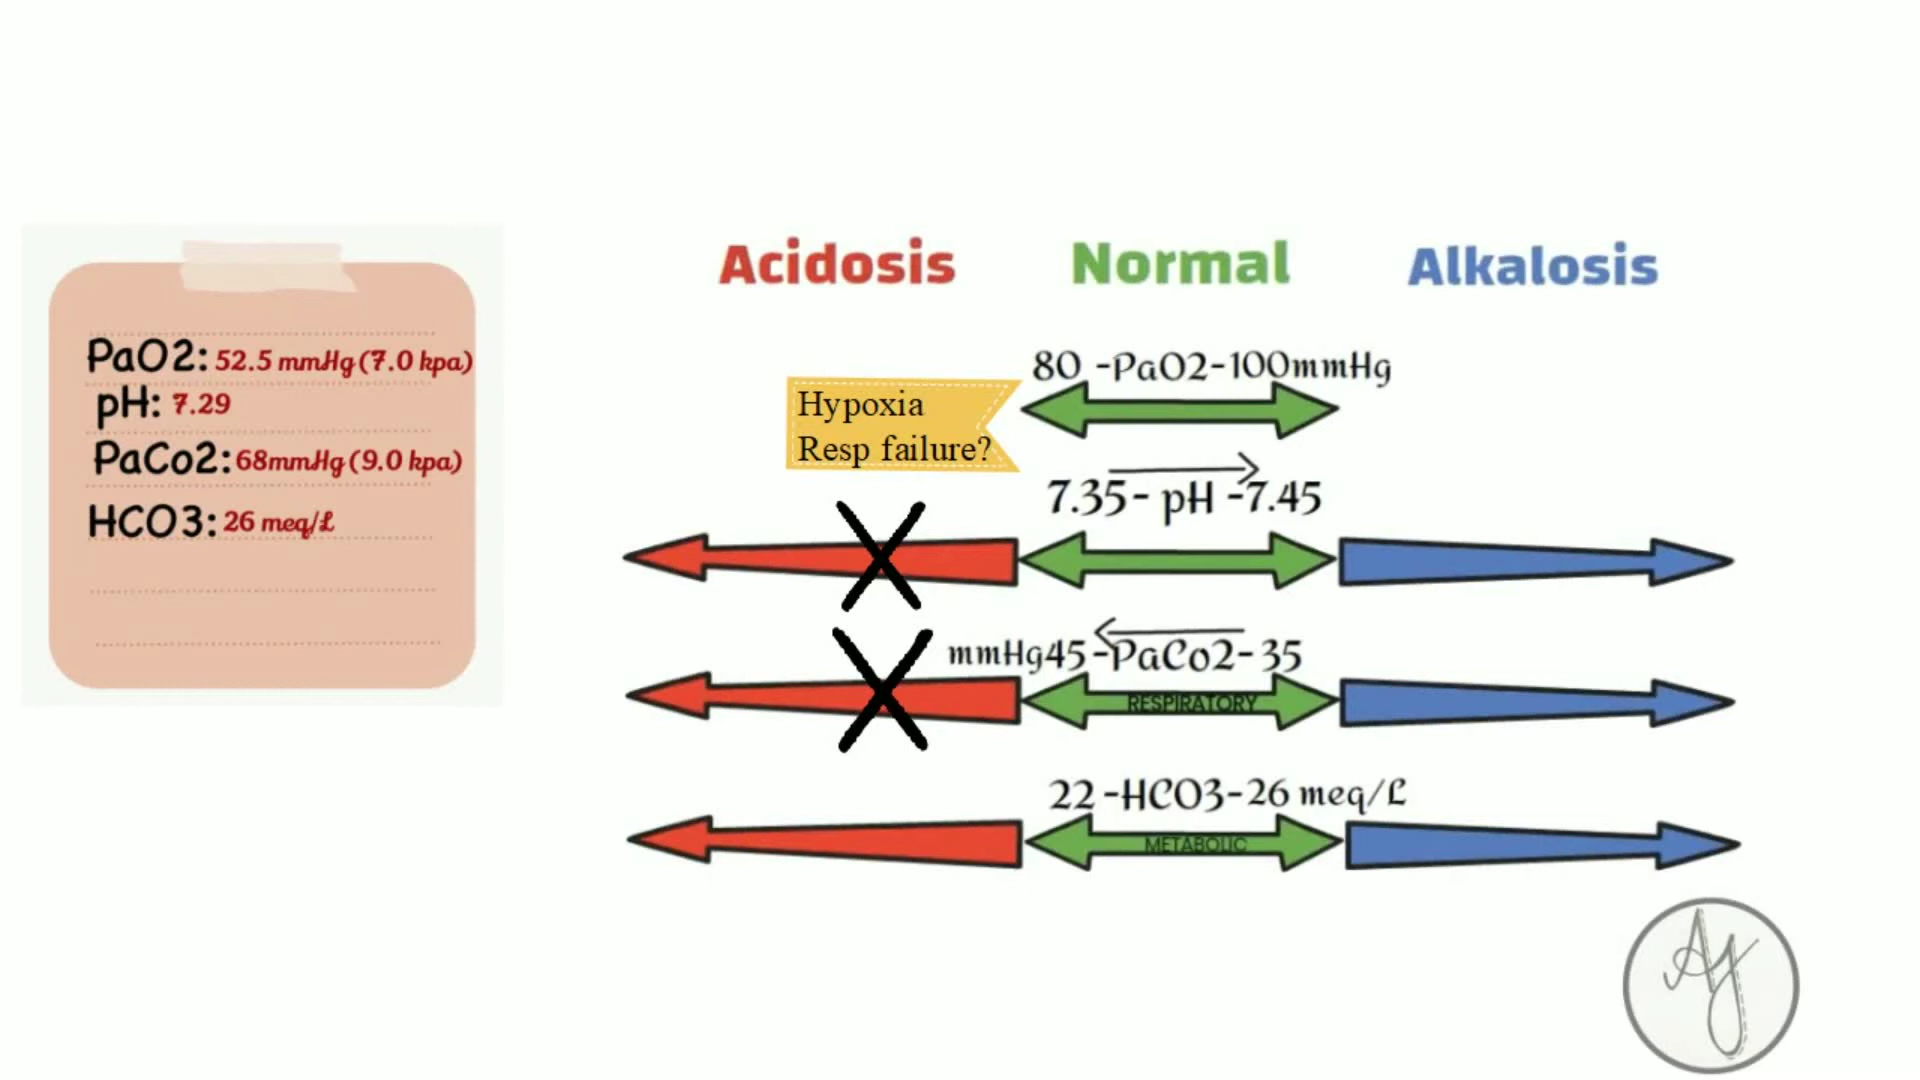 PaO2: 52.5 mmHg (7.0 kpa)
pH: 7.29
PaCo2: 68mmHg (9.0 kpa)
HCO3: 26 meq/L
Acidosis Normal Alkalosis
80 -PaO2-100mmHg
Hypoxia
Resp failure?
7.35- pH -7.45
mmHg45-PaCo2-35
RESPIRATORY
22-HCO3-26 meq/L
METABOLIC
Ay